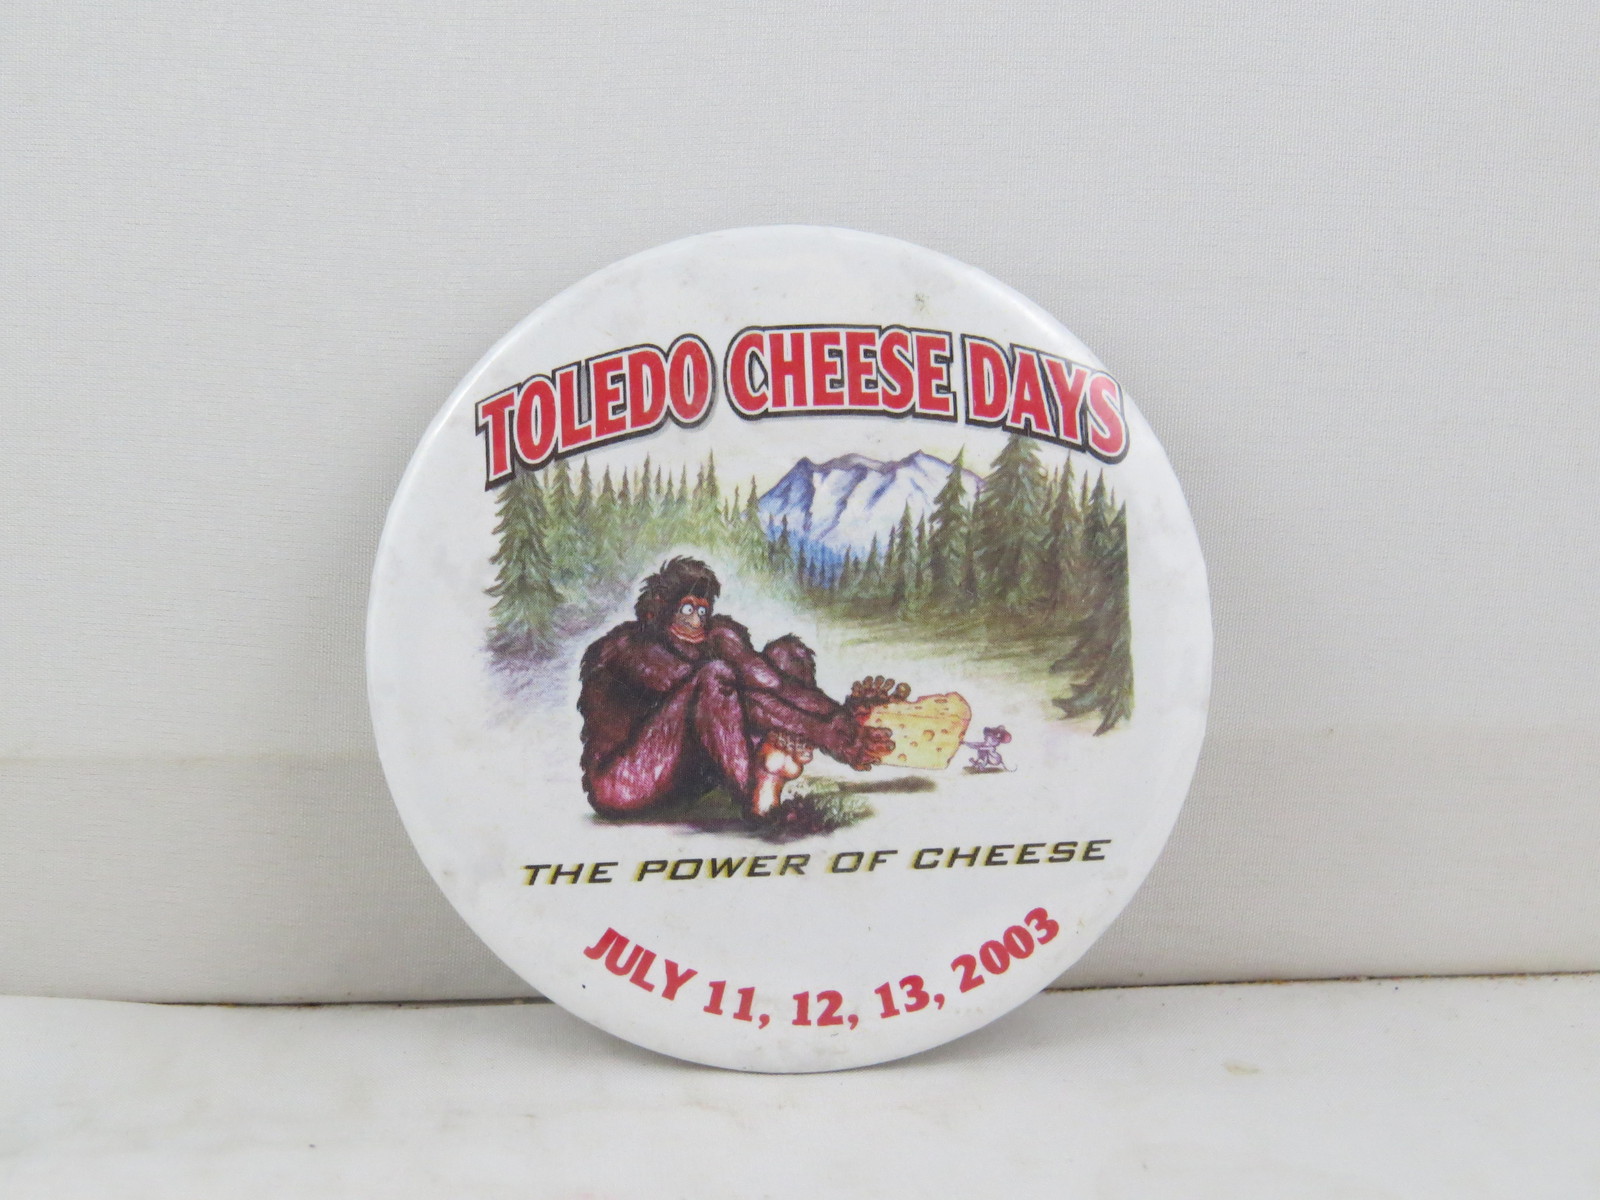 TOLEDO CHEESE DAYS
THE POWER OF CHEESE
JULY 11, 12, 13, 2003